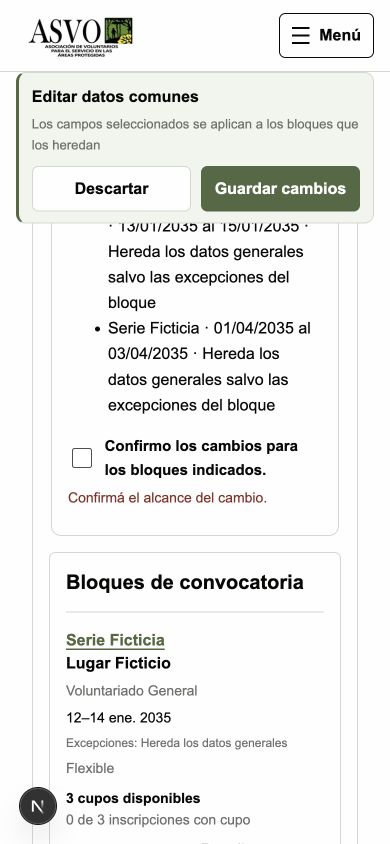 ASVO
ASOCIACIÓN DE VOLUNTARIOS
PARA EL SERVICIO EN LAS
ÁREAS PROTEGIDAS
Menú
Editar datos comunes
Los campos seleccionados se aplican a los bloques que
los heredan
Descartar
Guardar cambios
· 13/01/2035 al 15/01/2035 ·
Hereda los datos generales
salvo las excepciones del
bloque
• Serie Ficticia · 01/04/2035 al
03/04/2035 · Hereda los
datos generales salvo las
excepciones del bloque
Confirmo los cambios para
los bloques indicados.
Confirmá el alcance del cambio.
Bloques de convocatoria
Serie Ficticia
Lugar Ficticio
Voluntariado General
12–14 ene. 2035
Excepciones: Hereda los datos generales
Flexible
N
3 cupos disponibles
0 de 3 inscripciones con cupo